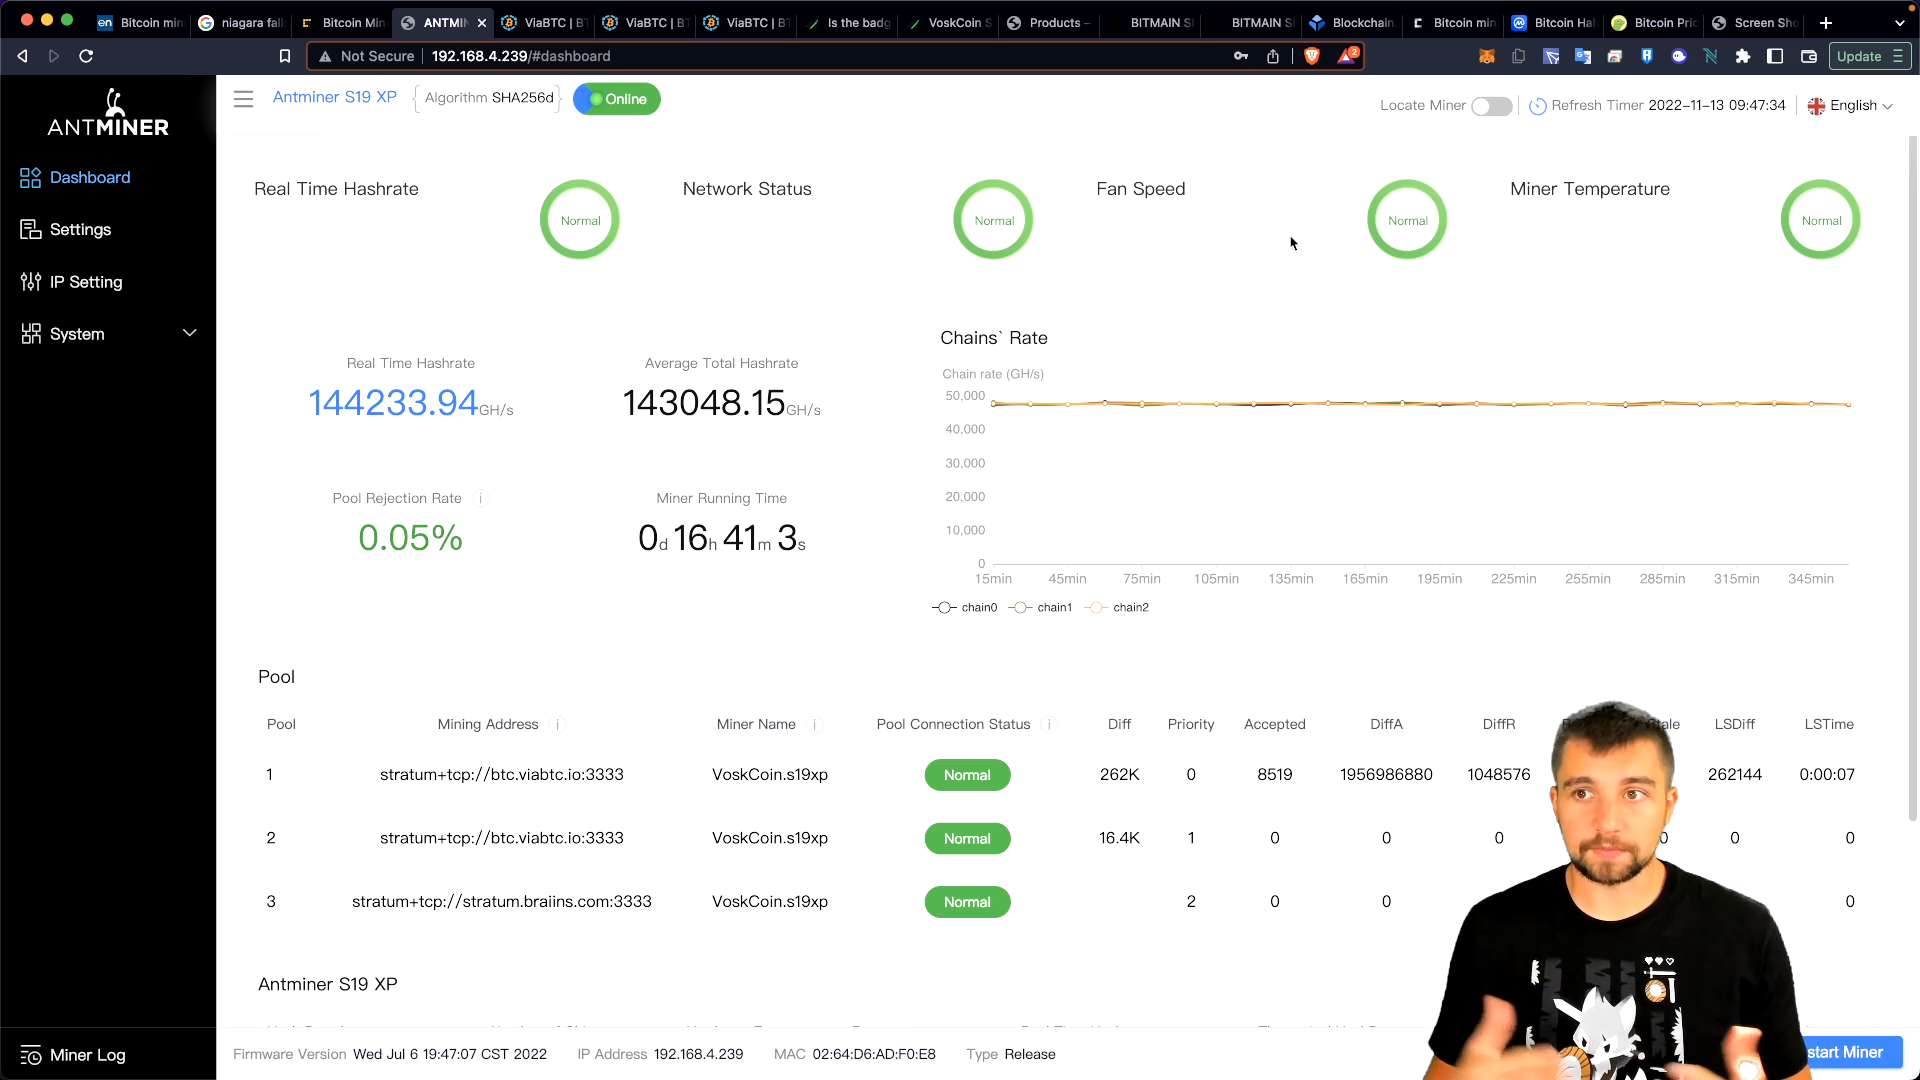 Bitcoin min
niagara fall
Bitcoin Min
ANTMIN
ViaBTC | BT
ViaBTC | BT
ViaBTC | BT
Is the badg
VoskCoin S
Products –
BITMAIN S
BITMAIN S
Blockchain.
Bitcoin min
Bitcoin Hal
Bitcoin Pric
Screen Sho
Not Secure 192.168.4.239/#dashboard
2
Update
ANTMINER
Antminer S19 XP
Algorithm SHA256d
Online
Locate Miner
Refresh Timer 2022-11-13 09:47:34
English
Dashboard
Settings
IP Setting
System
Real Time Hashrate
Normal
Network Status
Normal
Fan Speed
Normal
Miner Temperature
Normal
Real Time Hashrate
144233.94GH/s
Average Total Hashrate
143048.15GH/s
Pool Rejection Rate i
0.05%
Miner Running Time
0d 16h 41m 3s
Chains` Rate
Chain rate (GH/s)
50,000
40,000
30,000
20,000
10,000
0
15min 45min 75min 105min 135min 165min 195min 225min 255min 285min 315min 345min
chain0 chain1 chain2
Pool
Pool Mining Address i Miner Name i Pool Connection Status i Diff Priority Accepted DiffA DiffR LSDiff LSTime
1 stratum+tcp://btc.viabtc.io:3333 VoskCoin.s19xp Normal 262K 0 8519 1956986880 1048576 262144 0:00:07
2 stratum+tcp://btc.viabtc.io:3333 VoskCoin.s19xp Normal 16.4K 1 0 0 0 0 0 0
3 stratum+tcp://stratum.braiins.com:3333 VoskCoin.s19xp Normal 2 0 0 0
Antminer S19 XP
Miner Log
Firmware Version Wed Jul 6 19:47:07 CST 2022 IP Address 192.168.4.239 MAC 02:64:D6:AD:F0:E8 Type Release
start Miner